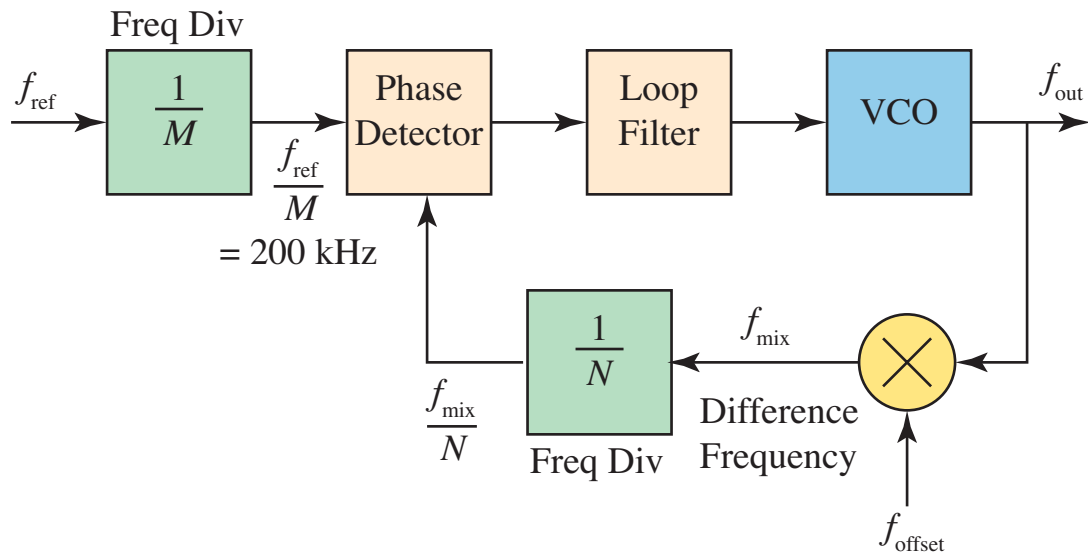 Freq Div
f_ref
1/M
f_ref/M
= 200 kHz
Phase
Detector
Loop
Filter
VCO
f_out
1/N
Freq Div
f_mix/N
f_mix
Difference
Frequency
f_offset